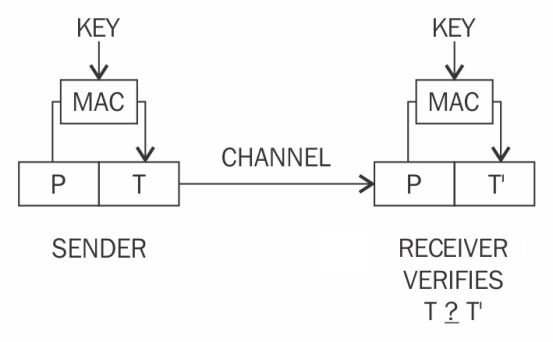 KEY
KEY
MAC
MAC
CHANNEL
P
T
P
T'
SENDER
RECEIVER
VERIFIES
T ? T'